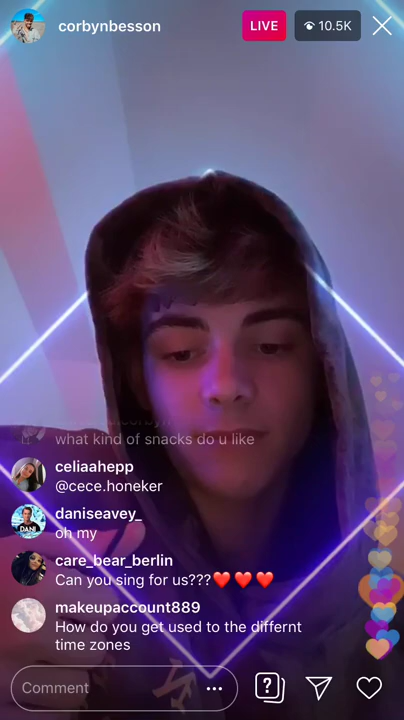 corbynbesson
LIVE
10.5K
what kind of snacks do u like
celiaahepp
@cece.honeker
daniseavey_
oh my
care_bear_berlin
Can you sing for us???❤️❤️❤️
makeupaccount889
How do you get used to the differnt
time zones
Comment